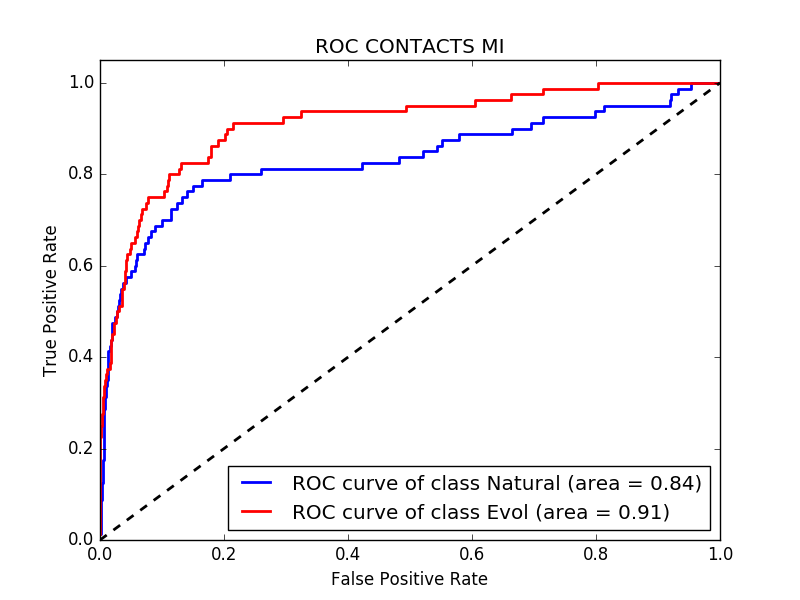 ROC CONTACTS MI
1.0
0.8
0.6
0.4
0.2
0.0
True Positive Rate
ROC curve of class Natural (area = 0.84)
ROC curve of class Evol (area = 0.91)
0.0 0.2 0.4 0.6 0.8 1.0
False Positive Rate